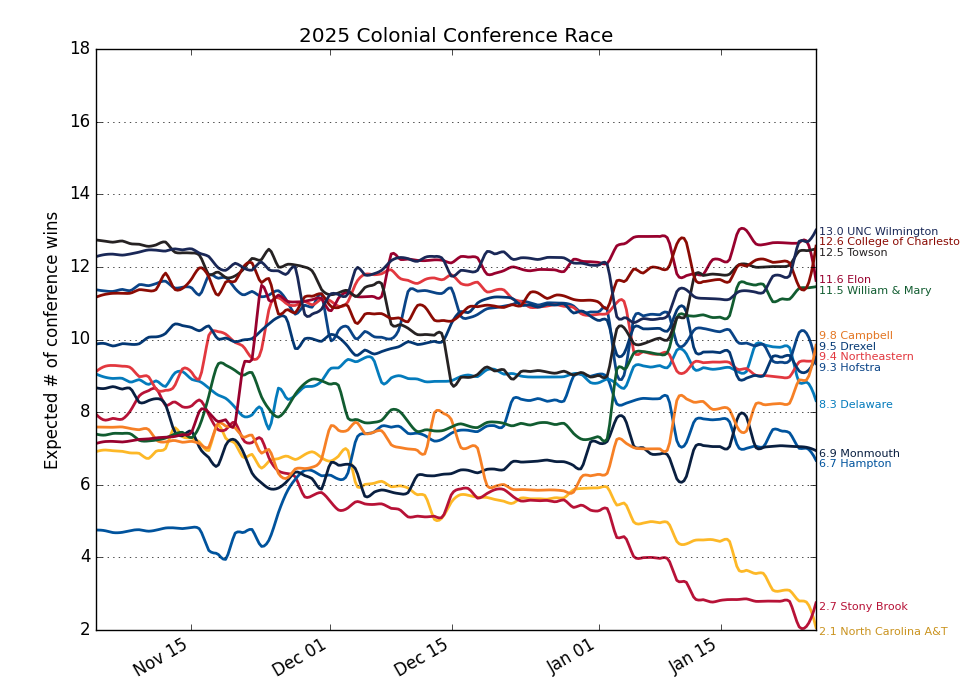 2025 Colonial Conference Race
Expected # of conference wins
18
16
14
12
10
8
6
4
2
Nov 15
Dec 01
Dec 15
Jan 01
Jan 15
13.0 UNC Wilmington
12.6 College of Charlesto
12.5 Towson
11.6 Elon
11.5 William & Mary
9.8 Campbell
9.5 Drexel
9.4 Northeastern
9.3 Hofstra
8.3 Delaware
6.9 Monmouth
6.7 Hampton
2.7 Stony Brook
2.1 North Carolina A&T